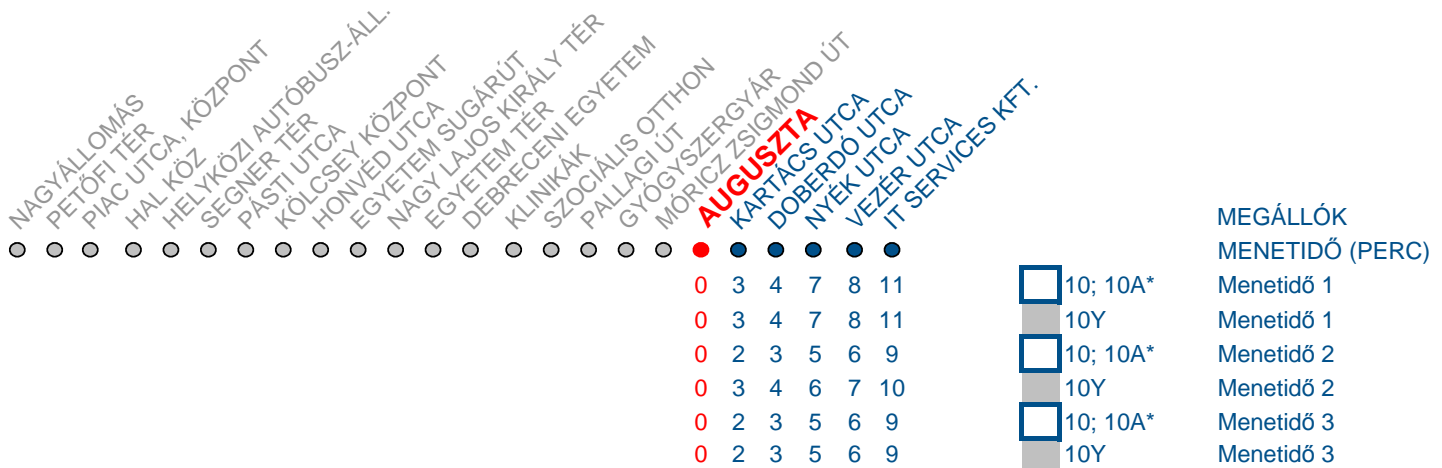 NAGYÁLLOMÁS
PETŐFI TÉR
PIAC UTCA, KÖZPONT
HAL KÖZ
HELYKÖZI AUTÓBUSZ-ÁLL.
SEGNER TÉR
PÁSTI UTCA
KÖLCSEY KÖZPONT
HONVÉD UTCA
EGYETEM SUGÁRÚT
NAGY LAJOS KIRÁLY TÉR
EGYETEM TÉR
DEBRECENI EGYETEM
KLINIKÁK
SZOCIÁLIS OTTHON
PALLAGI ÚT
GYÓGYSZERGYÁR
MÓRICZ ZSIGMOND ÚT
AUGUSZTA
KARTÁCS UTCA
DOBERDÓ UTCA
NYÉK UTCA
VEZÉR UTCA
IT SERVICES KFT.
MEGÁLLÓK
MENETIDŐ (PERC)
0 3 4 7 8 11 10; 10A* Menetidő 1
0 3 4 7 8 11 10Y Menetidő 1
0 2 3 5 6 9 10; 10A* Menetidő 2
0 3 4 6 7 10 10Y Menetidő 2
0 2 3 5 6 9 10; 10A* Menetidő 3
0 2 3 5 6 9 10Y Menetidő 3